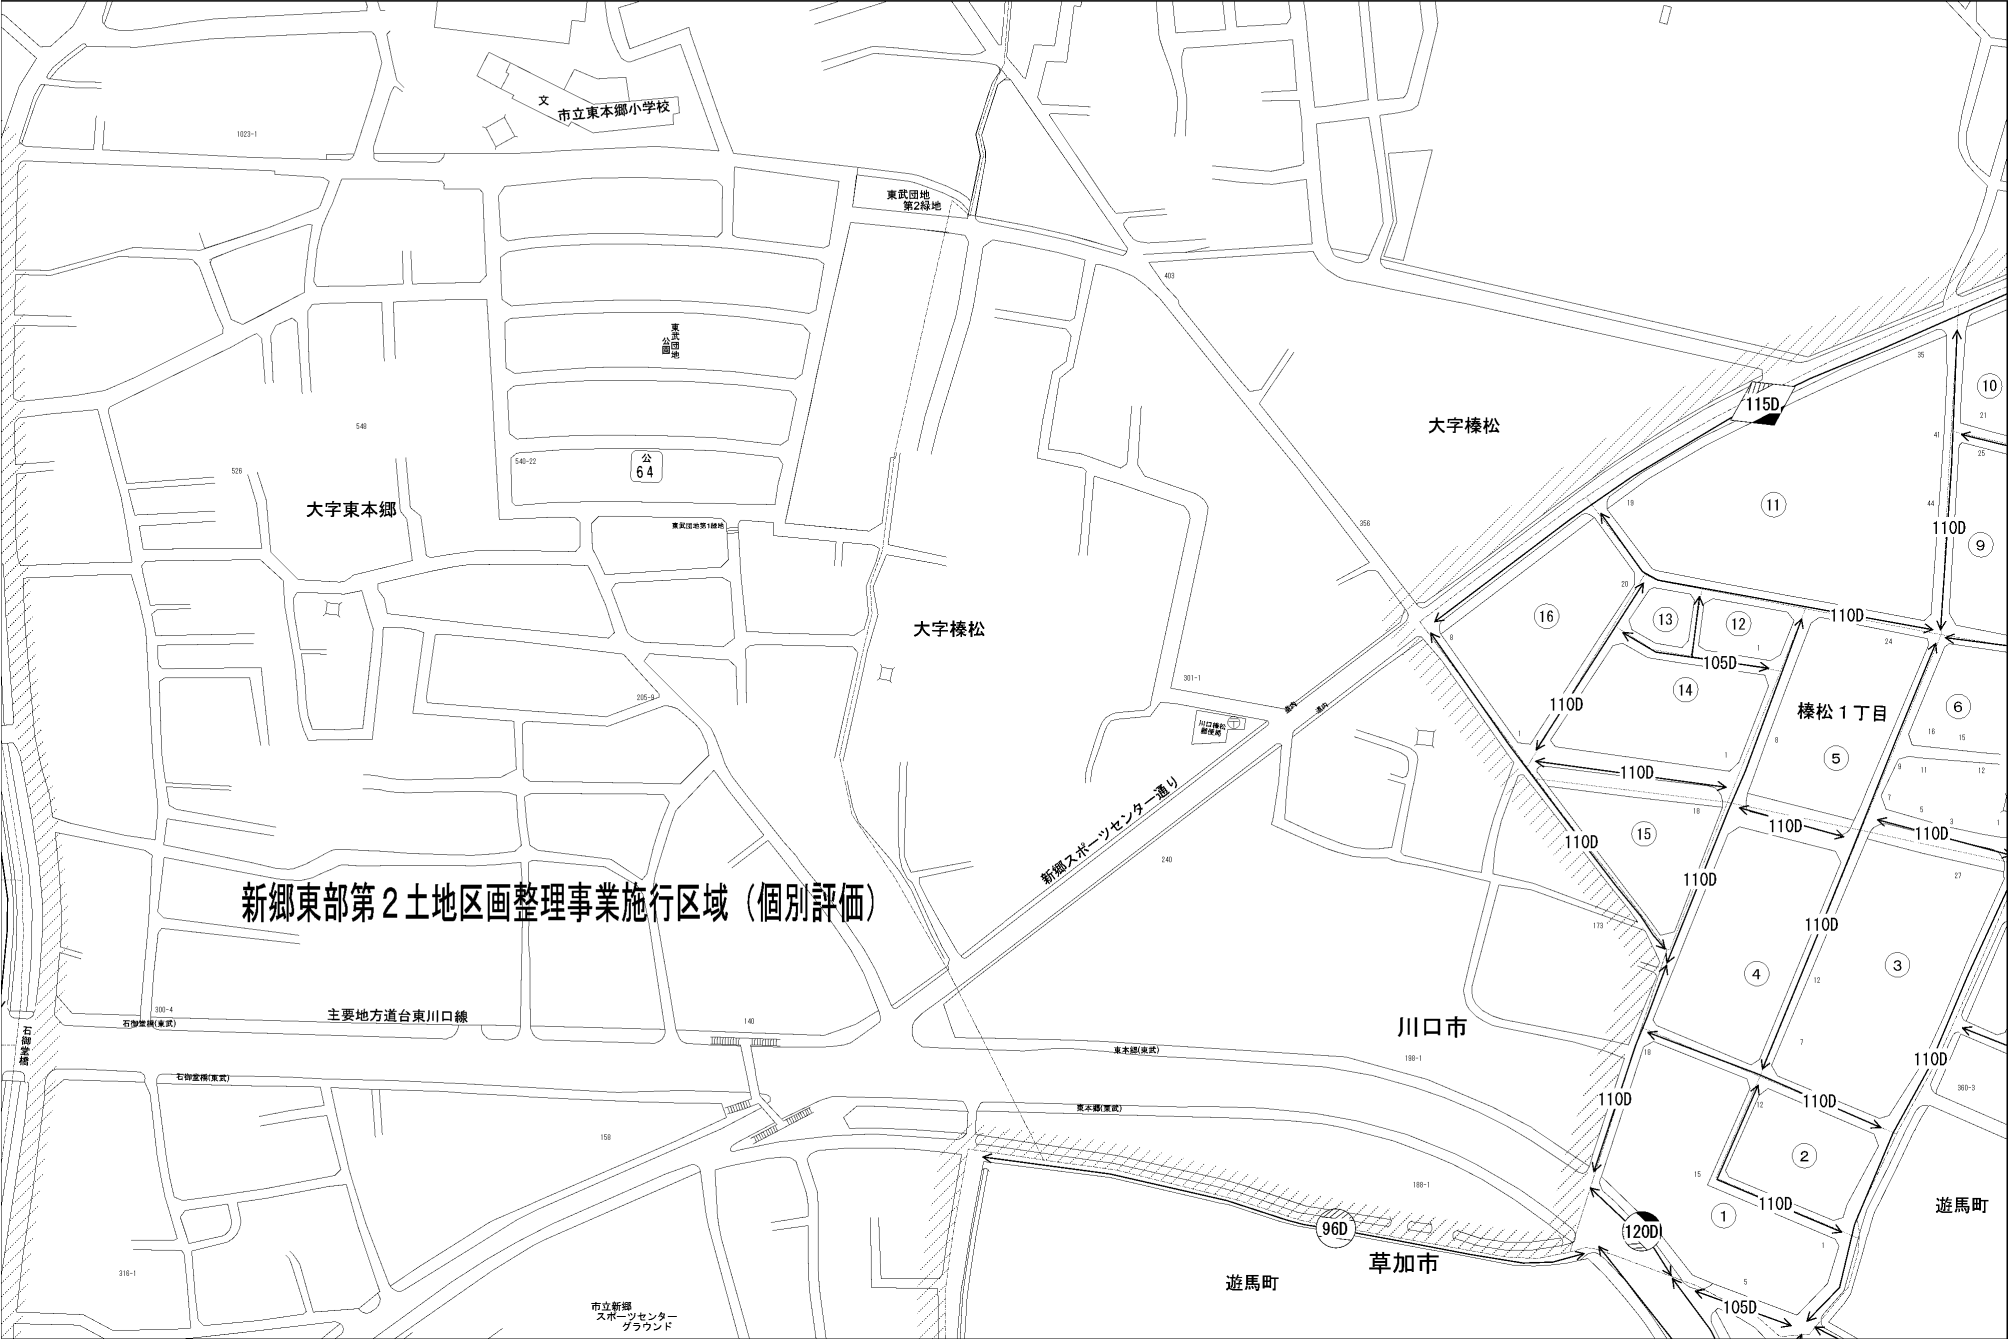 文
市立東本郷小学校
1023-1
東武団地
第2緑地
403
35
⑩
21
115D
東武団地
公園
大字榛松
41
25
548
526
540-22
公
64
大字東本郷
東武団地第1緑地
356
19
⑪
44
110D
⑨
20
大字榛松
⑯
8
⑬
⑫
1
110D
24
105D
301-1
205-9
⑭
110D
榛松1丁目
⑥
川口榛松
郵便局
道内
道内
1
8
16
15
⑤
1
110D
9
11
12
7
5
3
1
新郷スポーツセンター通り
18
⑮
110D
110D
110D
240
110D
27
新郷東部第2土地区画整理事業施行区域(個別評価)
173
110D
④
12
③
300-4
石御堂橋(東武)
主要地方道台東川口線
140
石御堂橋
川口市
東本郷(東武)
198-1
18
7
110D
石御堂橋(東武)
東本郷(東武)
110D
12
110D
360-3
158
②
188-1
15
110D
①
遊馬町
96D
120D
草加市
1
318-1
遊馬町
5
105D
市立新郷
スポーツセンター
グラウンド